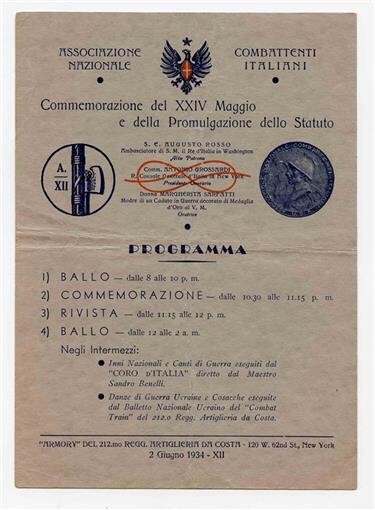 ASSOCIAZIONE NAZIONALE
COMBATTENTI ITALIANI
Commemorazione del XXIV Maggio
e della Promulgazione dello Statuto
S. E. AUGUSTO ROSSO
Ambasciatore di S. M. il Re d'Italia in Washington
Alto Patrono
Comm. ANTONIO GROSSARDI
R. Console Generale d'Italia in New York
Presidente Onorario
Donna MARGHERITA SARFATTI
Madre di un Caduto in Guerra decorato di Medaglia
d'Oro al V. M.
Oratrice
A.
XII
PROGRAMMA
1) BALLO — dalle 8 alle 10 p. m.
2) COMMEMORAZIONE — dalle 10.30 alle 11.15 p. m.
3) RIVISTA — dalle 11.15 alle 12 p. m.
4) BALLO — dalle 12 alle 2 a. m.
Negli Intermezzi:
● Inni Nazionali e Canti di Guerra eseguiti dal
"CORO D'ITALIA" diretto dal Maestro
Sandro Benelli.
● Danze di Guerra Ucraine e Cosacche eseguite
dal Balletto Nazionale Ucraino del "Combat
Train" del 212.o Regg. Artiglieria da Costa.
"ARMORY" DEL 212.mo REGG. ARTIGLIERIA DA COSTA - 120 W. 62nd St., New York
2 Giugno 1934 - XII